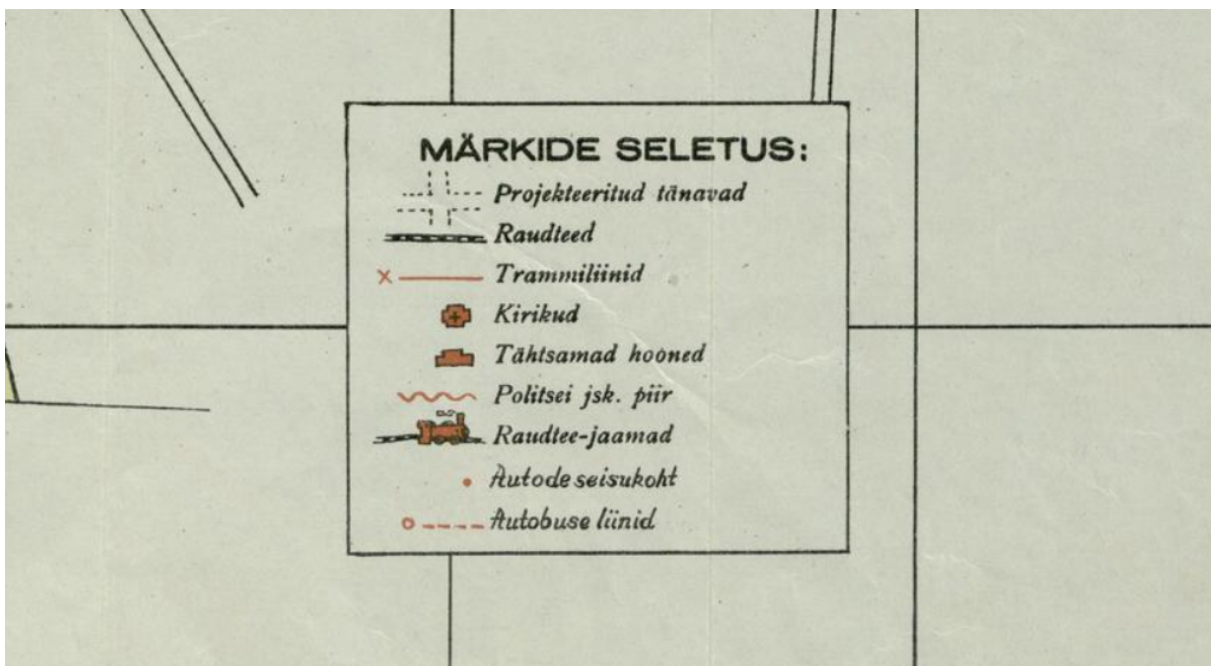 MÄRKIDE SELETUS:
Projekteeritud tänavad
Raudteed
Trammiliinid
Kirikud
Tähtsamad hooned
Politsei jsk. piir
Raudtee-jaamad
Autode seisukoht
Autobuse liinid